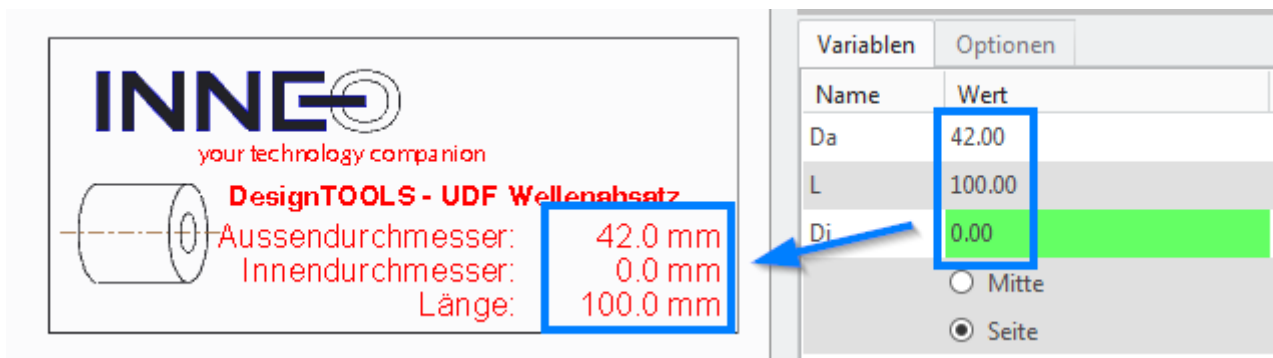 INNEO
your technology companion
DesignTOOLS - UDF Wellenabsatz
Aussendurchmesser: 42.0 mm
Innendurchmesser: 0.0 mm
Länge: 100.0 mm
Variablen Optionen
Name Wert
Da 42.00
L 100.00
Di 0.00
Mitte
Seite